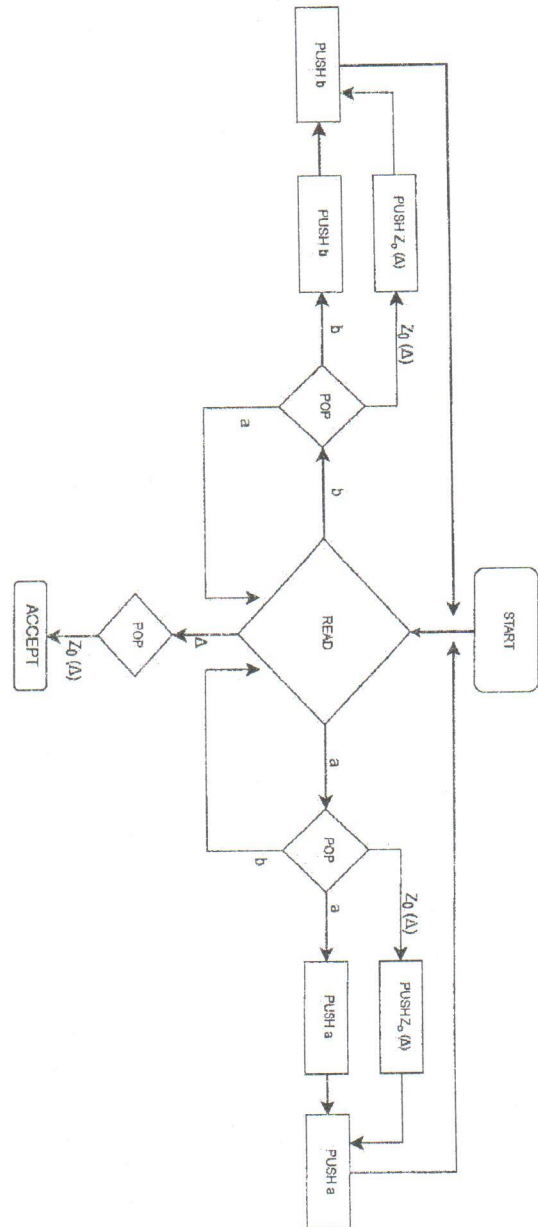 START
PUSH Z₀ (Δ)
Z₀ (Δ)
Z₀ (Δ)
PUSH Z₀ (Δ)
PUSH b
PUSH b
b
POP
b
READ
a
POP
a
PUSH a
PUSH a
a
b
Δ
POP
Z₀ (Δ)
ACCEPT